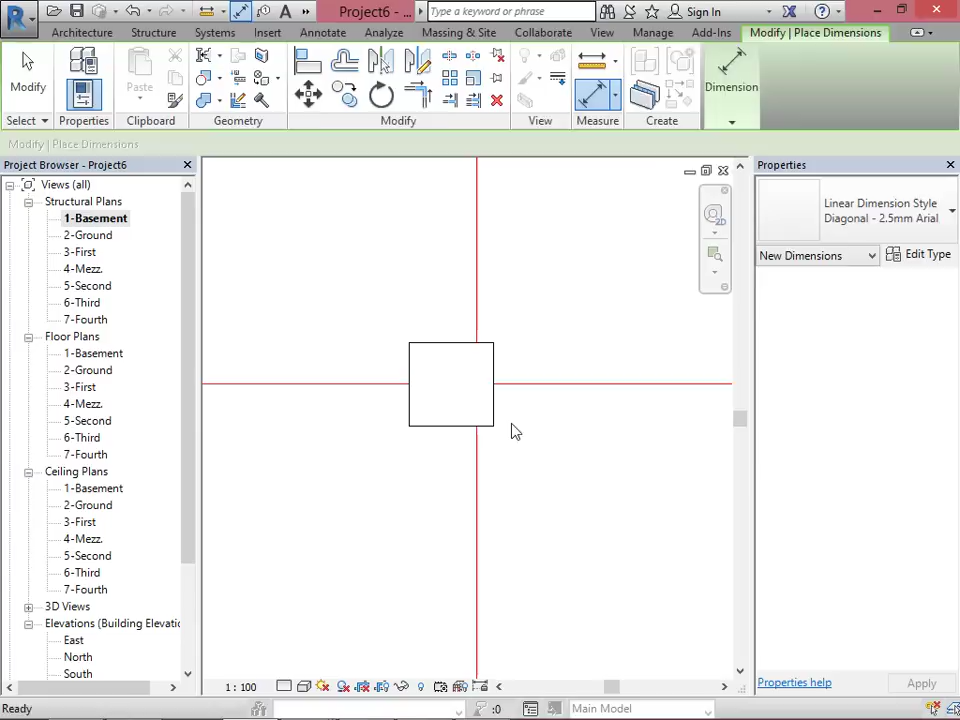 Project6 - ...
Type a keyword or phrase
Sign In
Architecture
Structure
Systems
Insert
Annotate
Analyze
Massing & Site
Collaborate
View
Manage
Add-Ins
Modify | Place Dimensions
Modify
Paste
Dimension
Select
Properties
Clipboard
Geometry
Modify
View
Measure
Create
Modify | Place Dimensions
Project Browser - Project6
Views (all)
Structural Plans
1-Basement
2-Ground
3-First
4-Mezz.
5-Second
6-Third
7-Fourth
Floor Plans
1-Basement
2-Ground
3-First
4-Mezz.
5-Second
6-Third
7-Fourth
Ceiling Plans
1-Basement
2-Ground
3-First
4-Mezz.
5-Second
6-Third
7-Fourth
3D Views
Elevations (Building Elevatio
East
North
South
2D
Properties
Linear Dimension Style
Diagonal - 2.5mm Arial
New Dimensions
Edit Type
Properties help
Apply
1 : 100
Ready
:0
Main Model